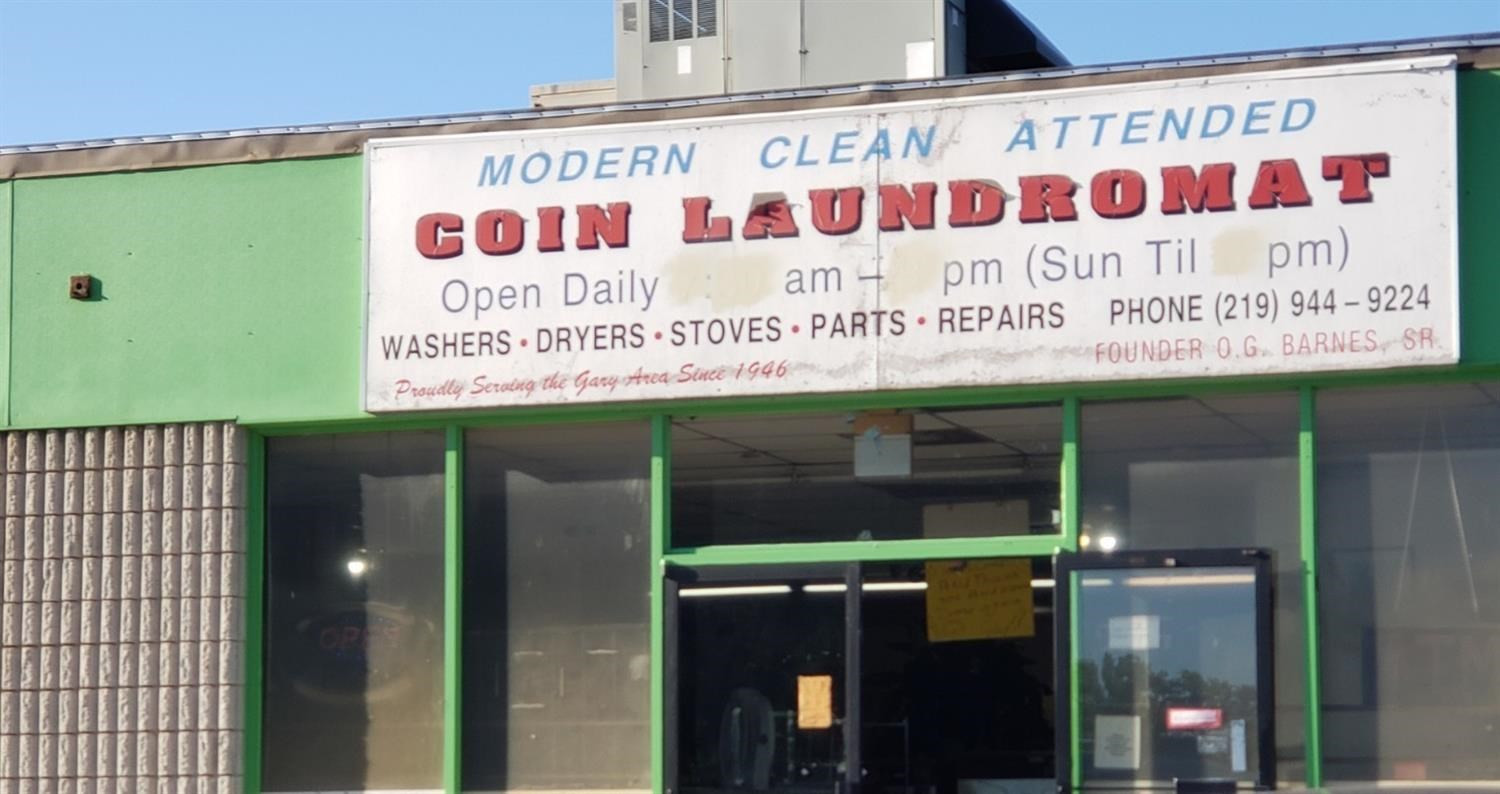 MODERN CLEAN ATTENDED
COIN LAUNDROMAT
Open Daily am – pm (Sun Til pm)
WASHERS • DRYERS • STOVES • PARTS • REPAIRS PHONE (219) 944 – 9224
Proudly Serving the Gary Area Since 1946 FOUNDER O.G. BARNES, SR.
OPEN